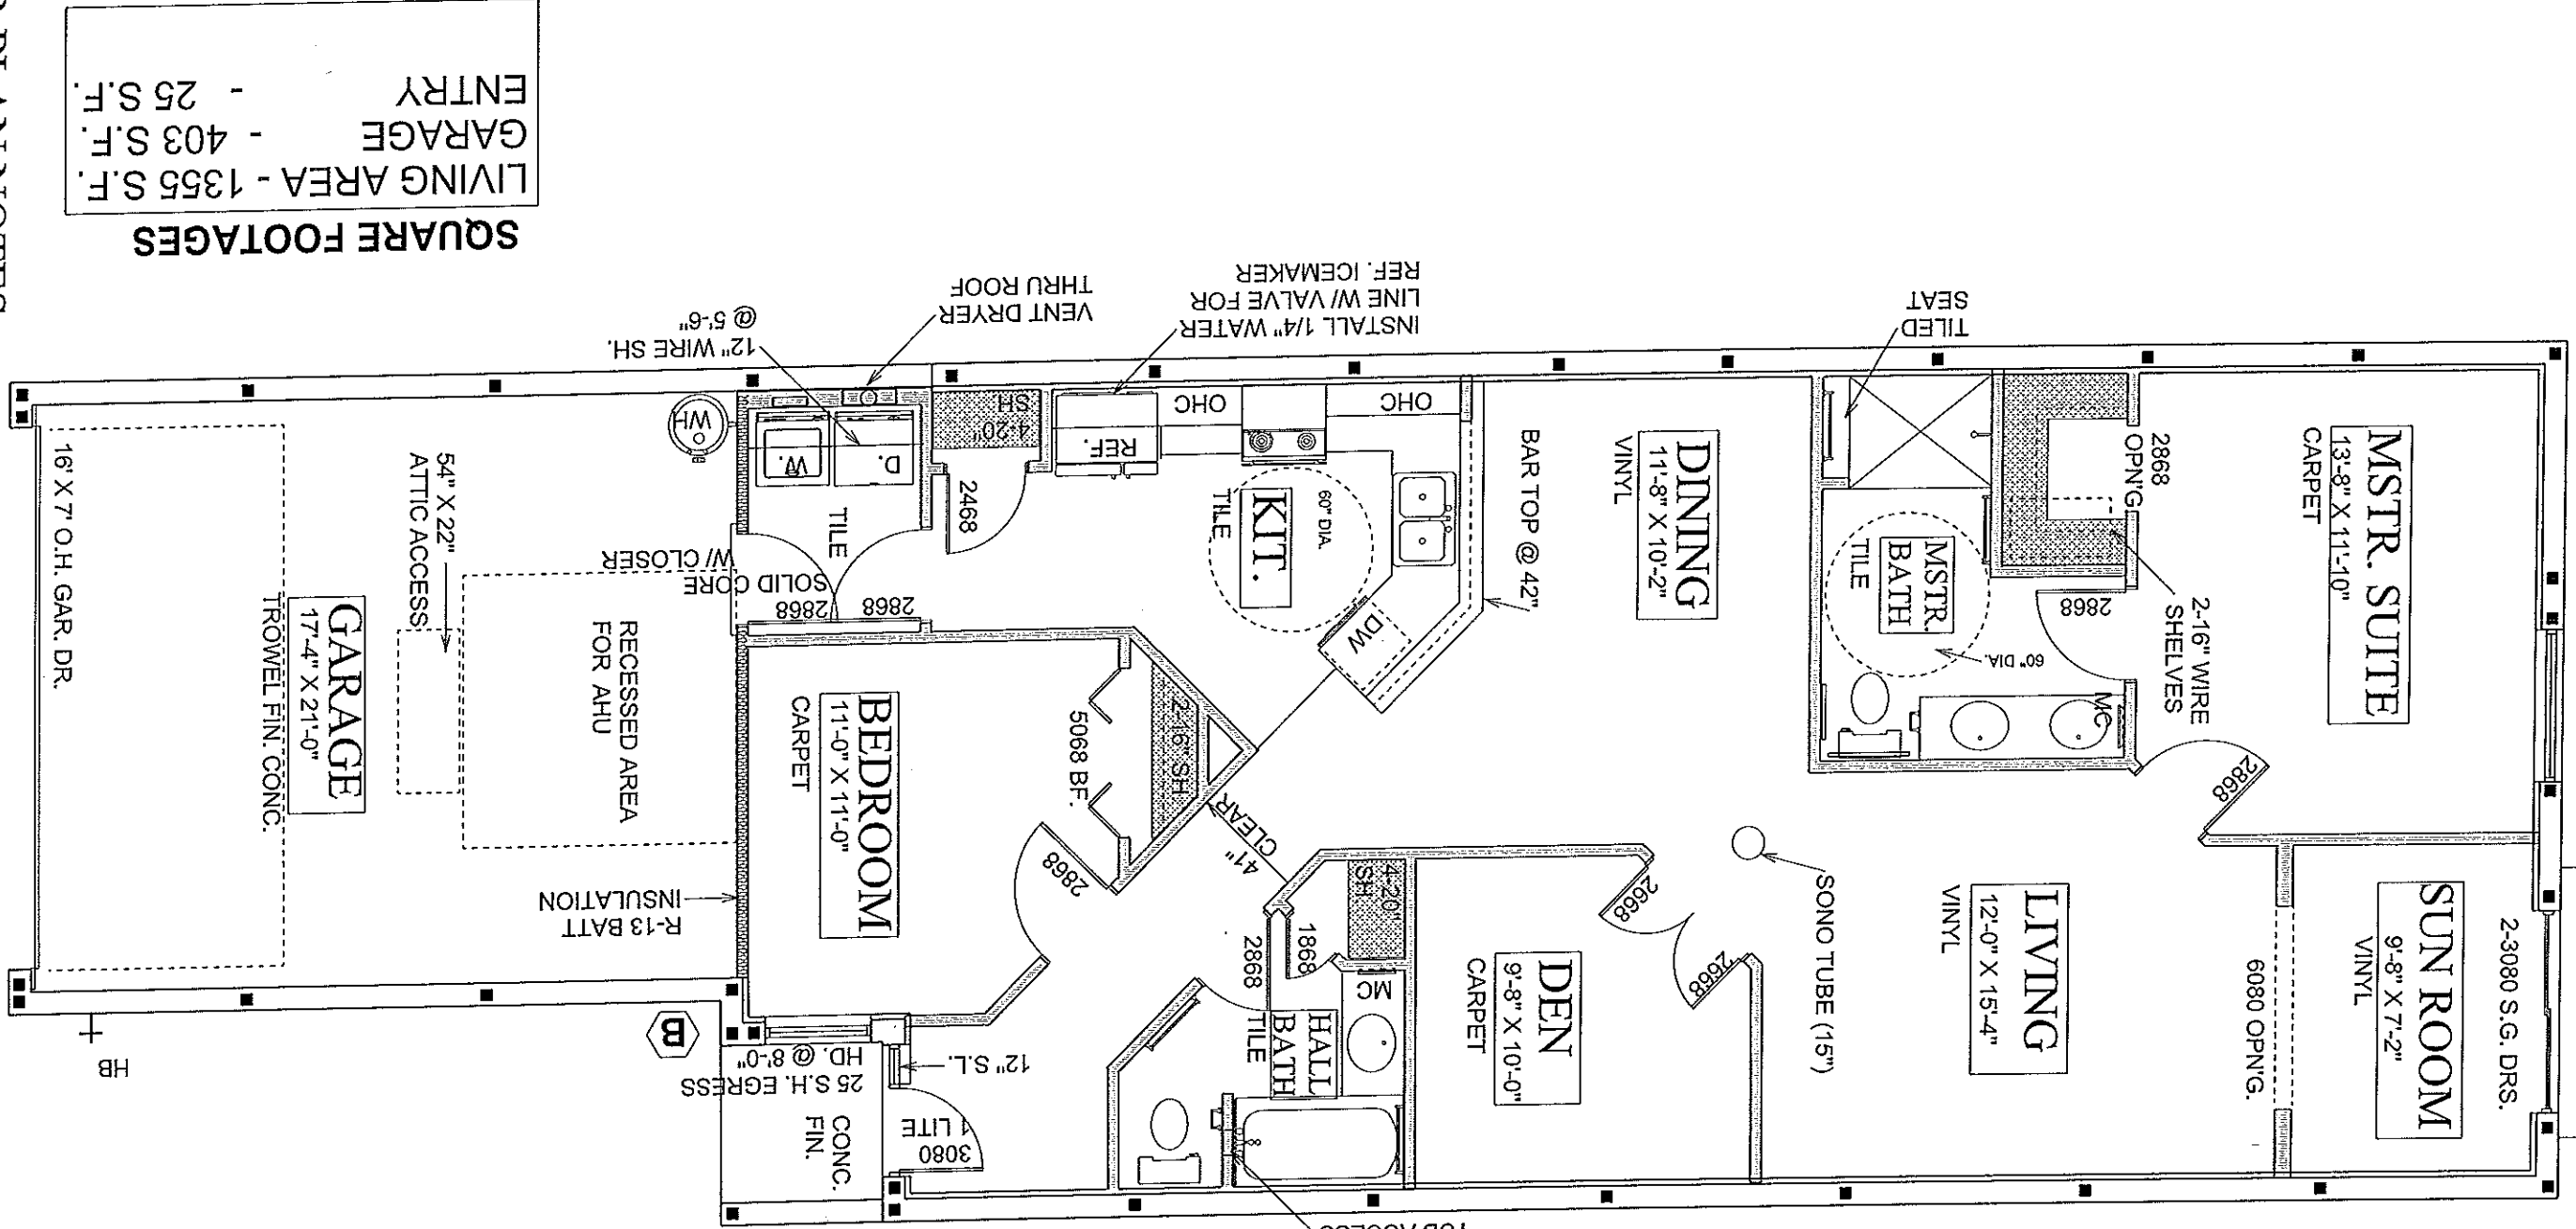 SQUARE FOOTAGES
LIVING AREA - 1355 S.F.
GARAGE - 403 S.F.
ENTRY - 25 S.F.
12" WIRE SH.
@ 5'-6"
VENT DRYER
THRU ROOF
INSTALL 1/4" WATER
LINE W/ VALVE FOR
REF. ICEMAKER
TILED
SEAT
16' X 7' O.H. GAR. DR.
TROWEL FIN. CONC.
GARAGE
17'-4" X 21'-0"
54" X 22"
ATTIC ACCESS
RECESSED AREA
FOR AHU
WH
W.
D.
TILE
SOLID CORE
W/ CLOSER
2868
2868
4-20"
SH
2468
REF.
OHC
OHC
KIT.
TILE
60" DIA.
DW
BAR TOP @ 42"
DINING
11'-8" X 10'-2"
VINYL
MSTR.
BATH
TILE
60" DIA.
MC
2868
2868
OPN'G
2-16" WIRE
SHELVES
MSTR. SUITE
13'-8" X 11'-10"
CARPET
2868
BEDROOM
11'-0" X 11'-0"
CARPET
5068 BF.
2-16" SH
2868
41"
CLEAR
R-13 BATT
INSULATION
HB
B
25 S.H. EGRESS
HD. @ 8'-0"
12" S.L.
CONC.
FIN.
3080
1 LITE
HALL
BATH
TILE
2868
1868
4-20"
SH
MC
DEN
9'-8" X 10'-0"
CARPET
2668
2668
SONO TUBE (15")
LIVING
12'-0" X 15'-4"
VINYL
6080 OPN'G.
SUN ROOM
9'-8" X 7'-2"
VINYL
2-3080 S.G. DRS.